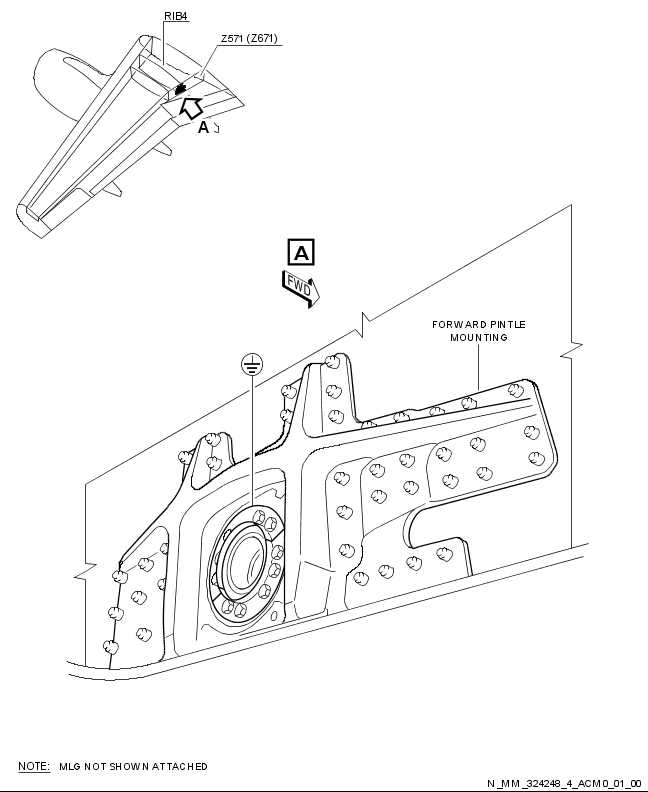 RIB4
Z571 (Z671)
A
A
FWD
FORWARD PINTLE
MOUNTING
NOTE: MLG NOT SHOWN ATTACHED
N_MM_324248_4_ACM0_01_00